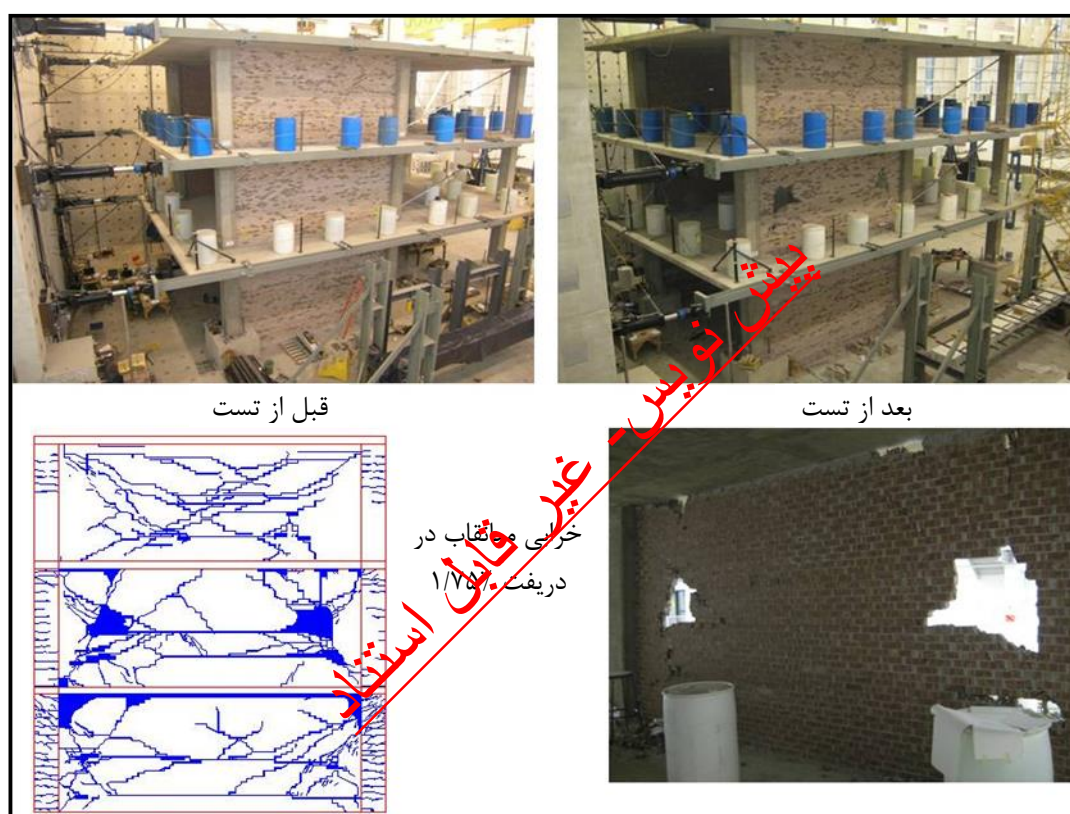 قبل از تست
بعد از تست
خرابی میانقاب در
دریفت ۱/۷۵٪
پیش نویس- غیر قابل استناد